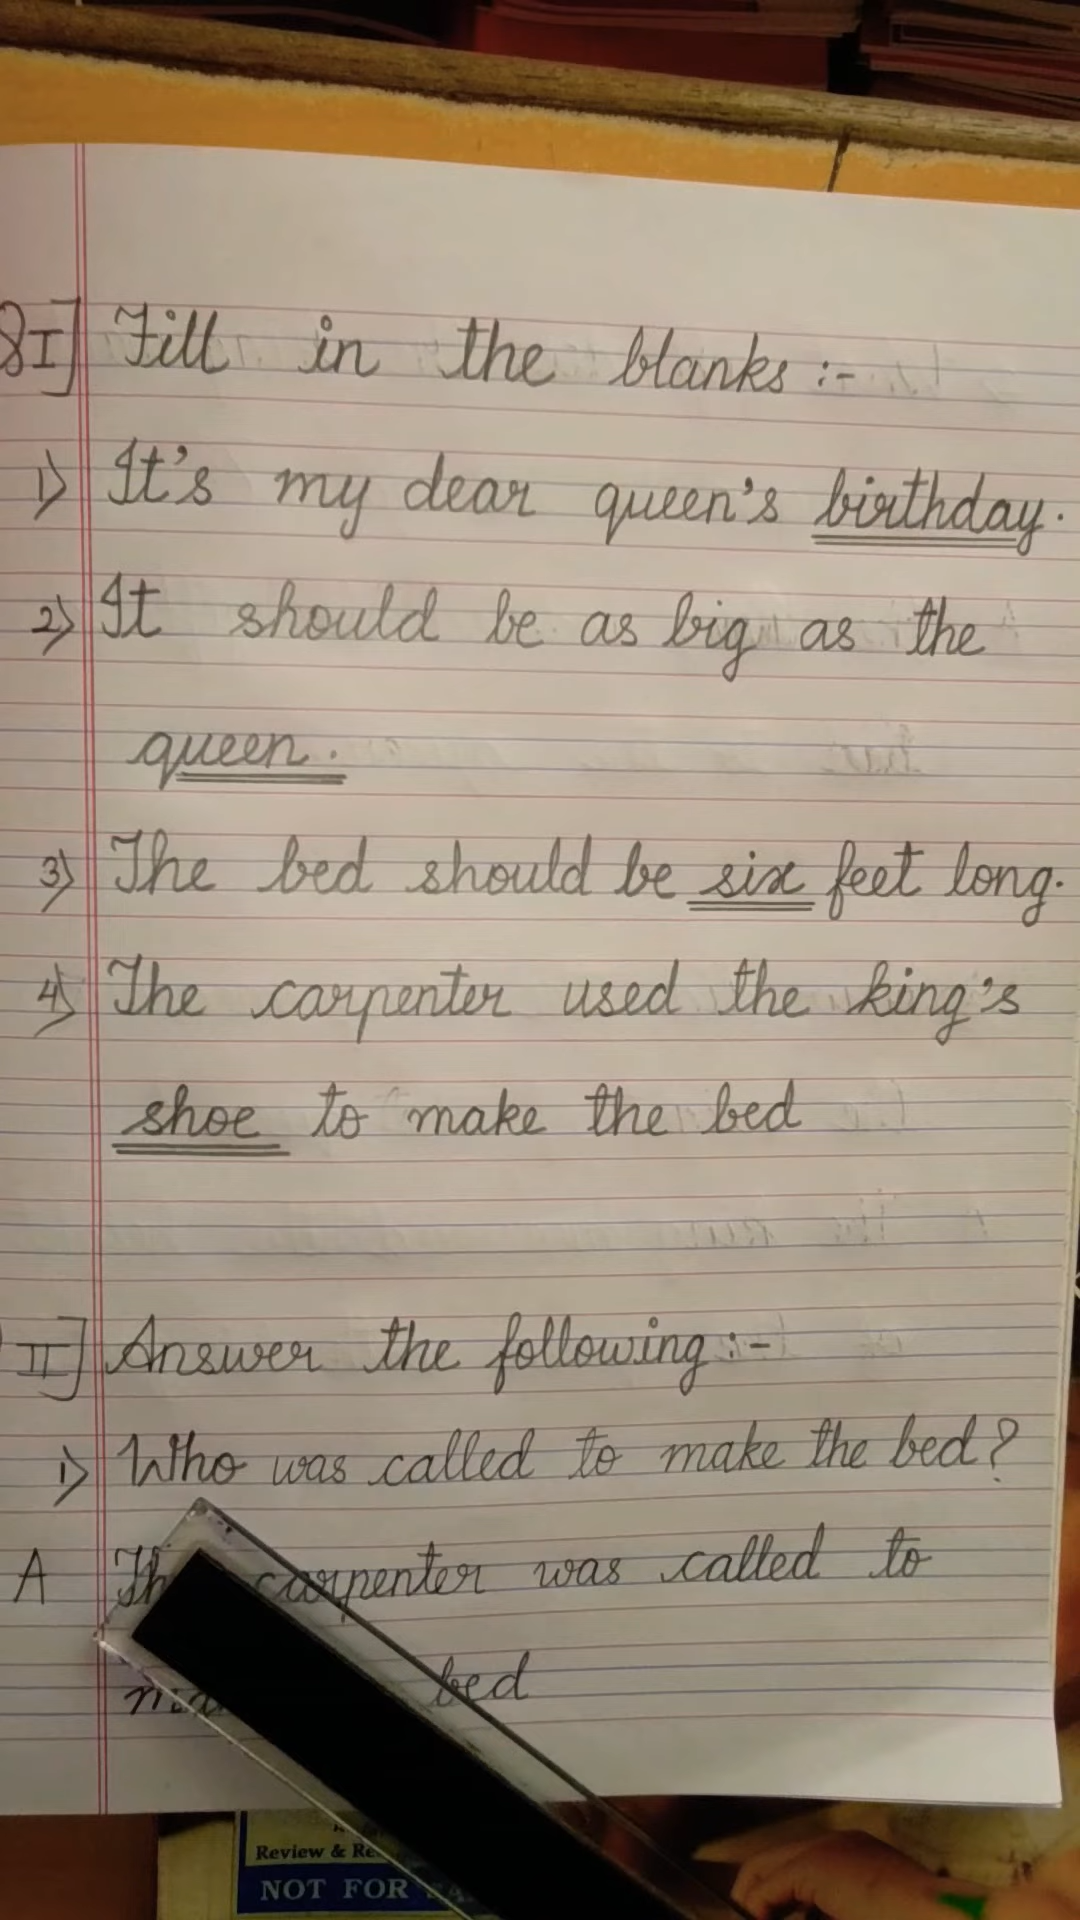 QI] Fill in the blanks :-
1) It's my dear queen's birthday.
2) It should be as big as the
queen.
3) The bed should be six feet long.
4) The carpenter used the king's
shoe to make the bed
II] Answer the following :-
1) Who was called to make the bed?
A carpenter was called to
bed
Review &
NOT FOR